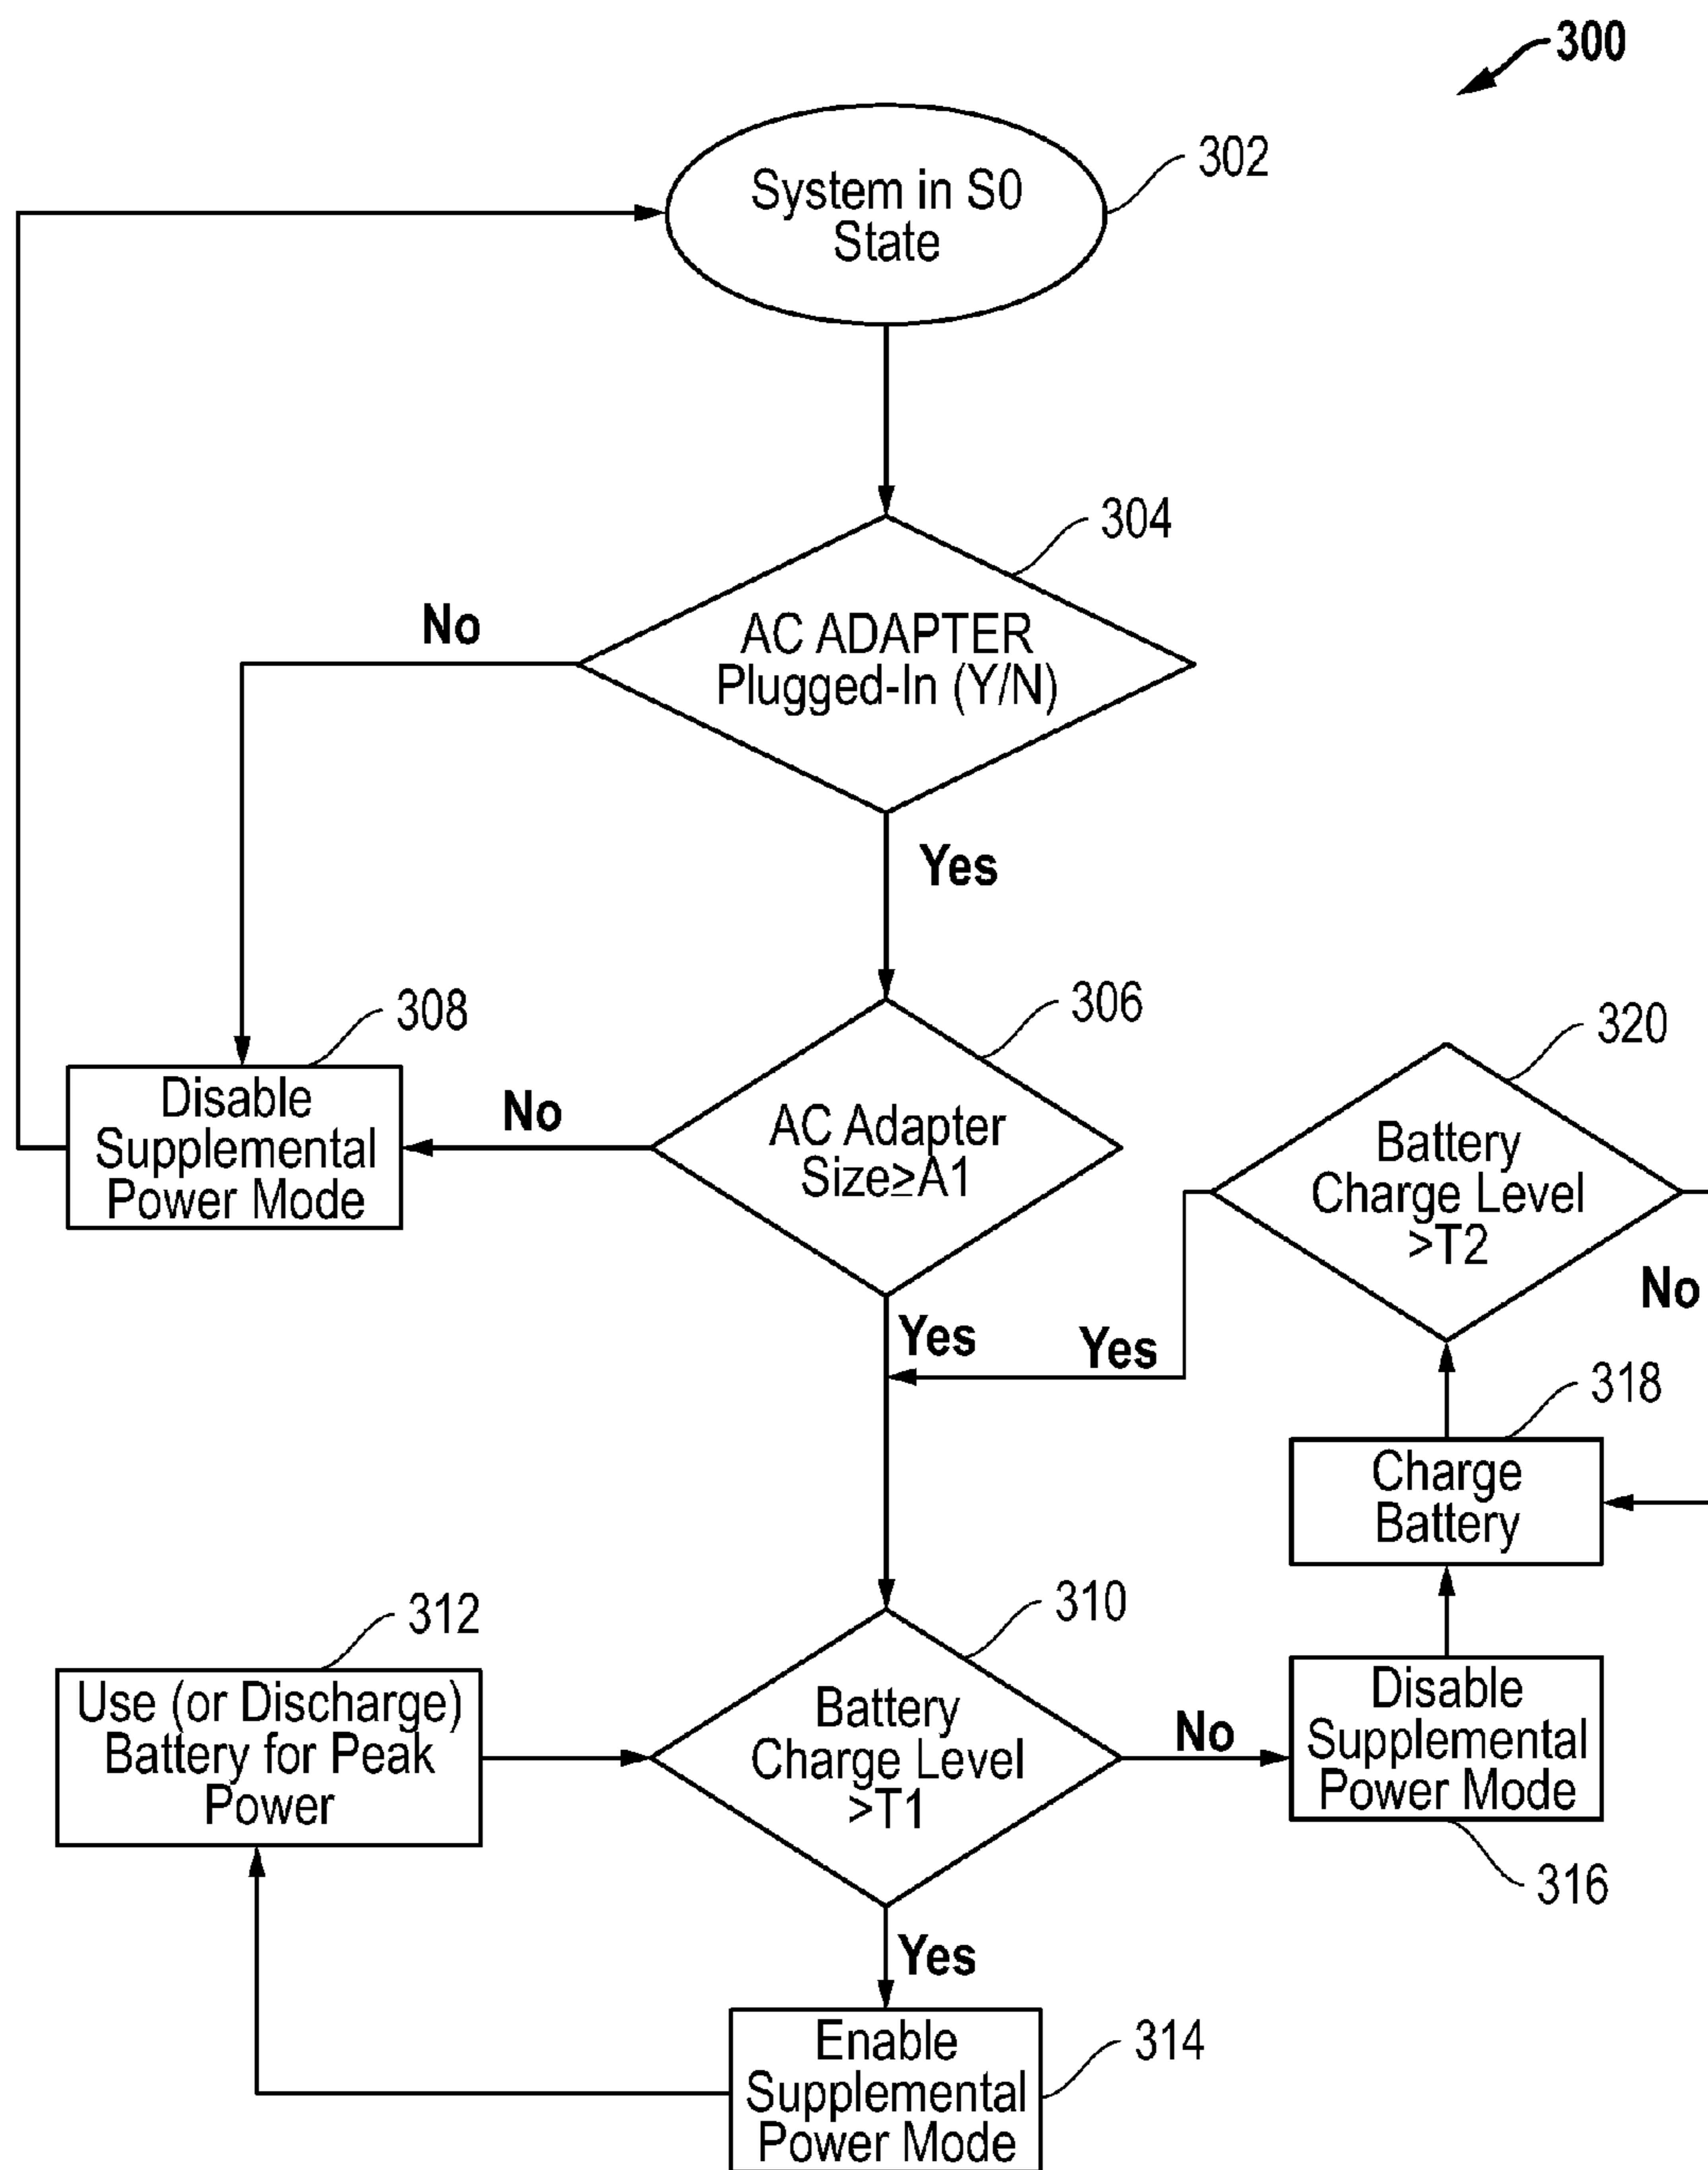 300
System in S0
State
302
AC ADAPTER
Plugged-In (Y/N)
304
No
Yes
Disable
Supplemental
Power Mode
308
No
AC Adapter
Size≥A1
306
Yes
Battery
Charge Level
>T2
320
Yes
No
Charge
Battery
318
Use (or Discharge)
Battery for Peak
Power
312
Battery
Charge Level
>T1
310
No
Disable
Supplemental
Power Mode
316
Yes
Enable
Supplemental
Power Mode
314